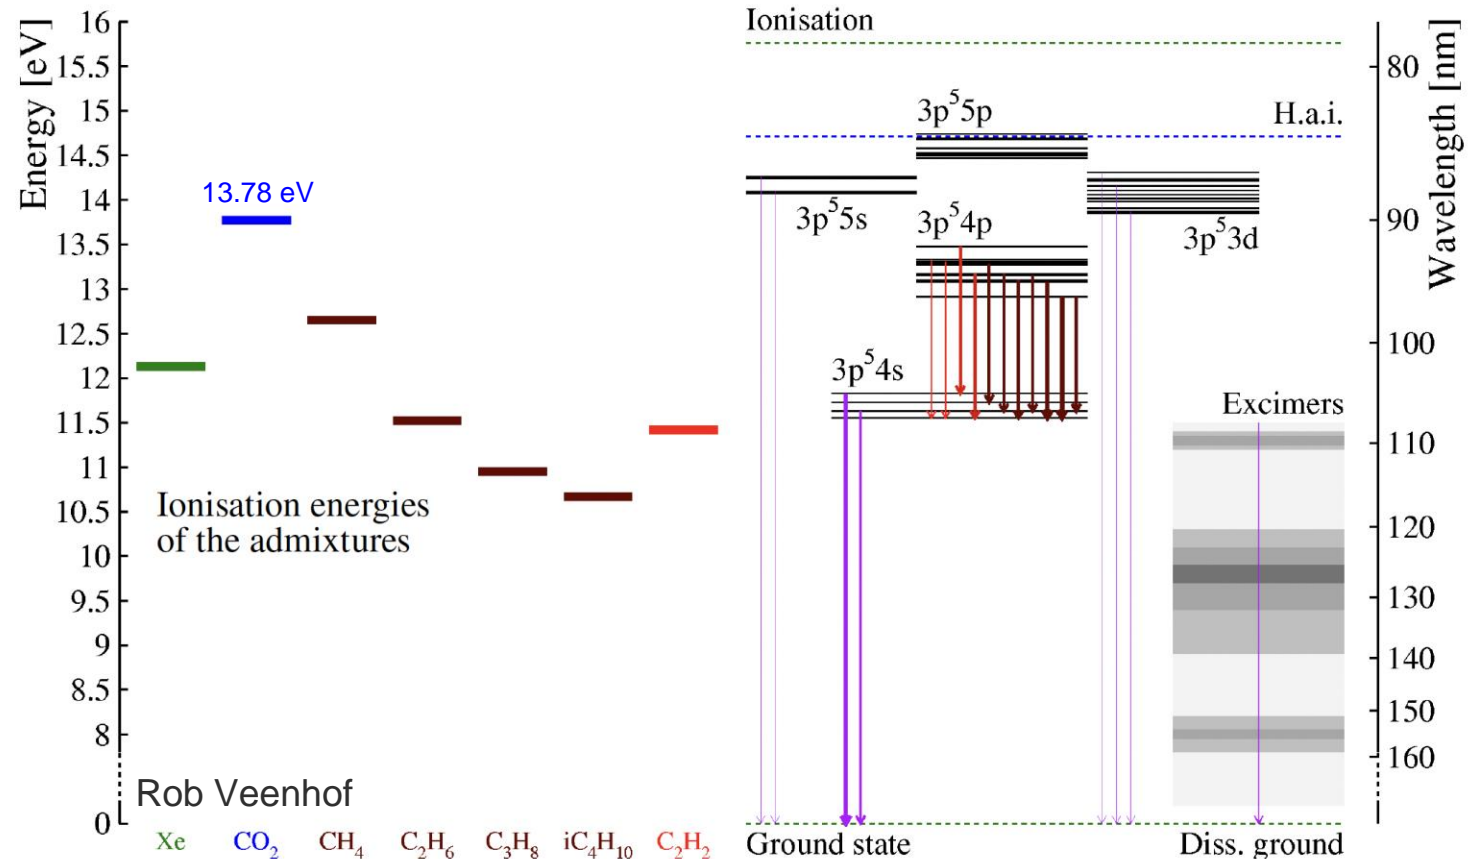 Energy [eV]
16
15.5
15
14.5
14
13.5
13
12.5
12
11.5
11
10.5
10
9.5
9
8.5
8
0
13.78 eV
Ionisation energies
of the admixtures
Rob Veenhof
Xe
CO₂
CH₄
C₂H₆
C₃H₈
iC₄H₁₀
C₂H₂
Ionisation
H.a.i.
3p⁵5p
3p⁵5s
3p⁵4p
3p⁵3d
3p⁵4s
Excimers
Ground state
Diss. ground
Wavelength [nm]
80
90
100
110
120
130
140
150
160